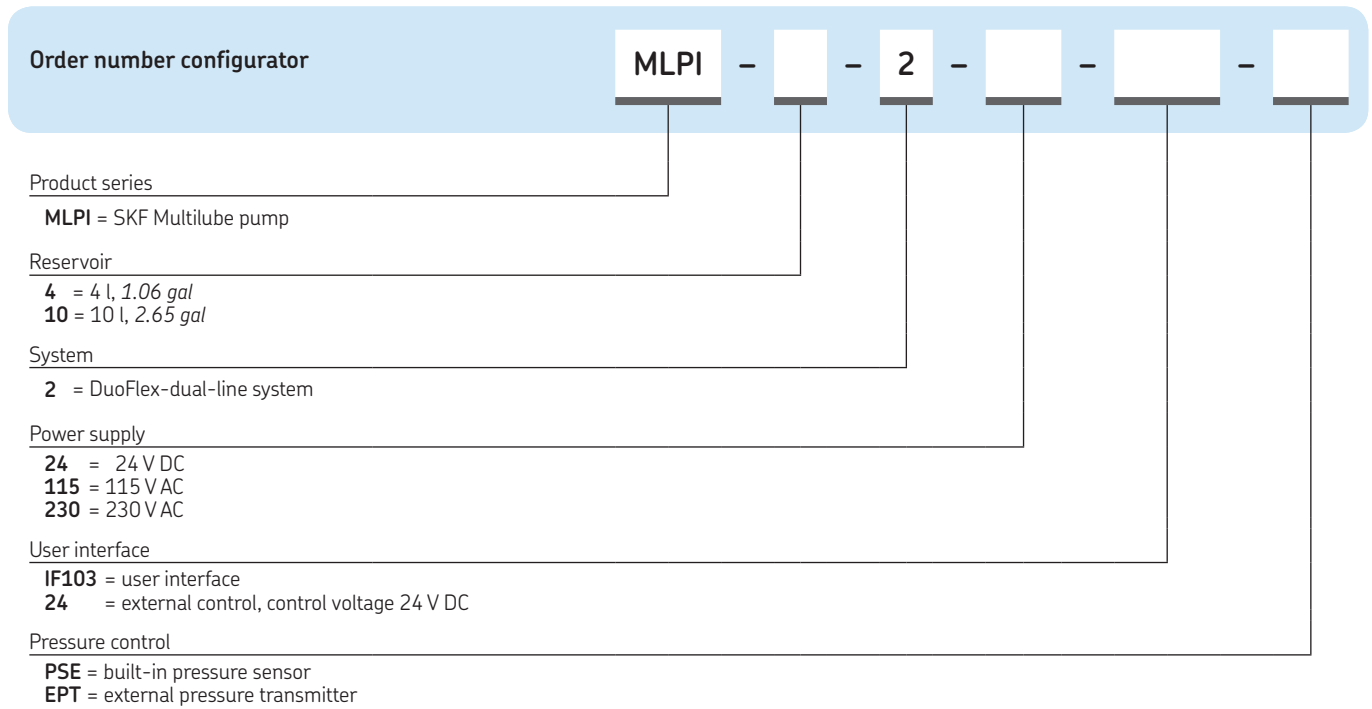 Order number configurator MLPI – – 2 – – –
Product series
MLPI = SKF Multilube pump
Reservoir
4 = 4 l, 1.06 gal
10 = 10 l, 2.65 gal
System
2 = DuoFlex-dual-line system
Power supply
24 = 24 V DC
115 = 115 V AC
230 = 230 V AC
User interface
IF103 = user interface
24 = external control, control voltage 24 V DC
Pressure control
PSE = built-in pressure sensor
EPT = external pressure transmitter